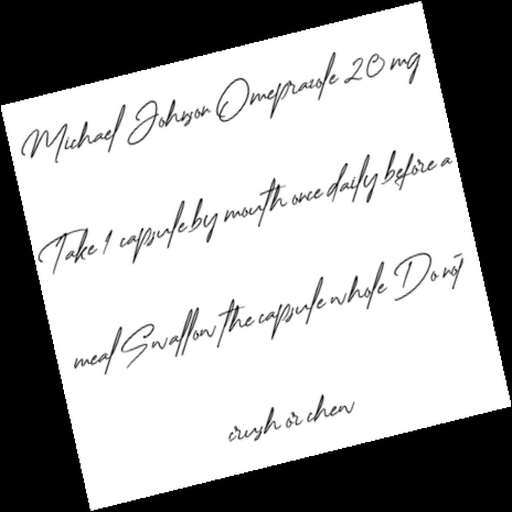 Michael Johnson Omeprazole 20 mg
Take 1 capsule by mouth once daily before a
meal Swallow the capsule whole Do not
crush or chew